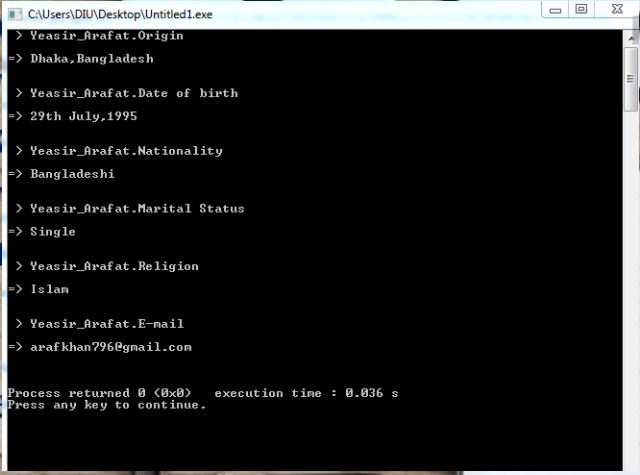 C:\Users\DIU\Desktop\Untitled1.exe
> Yeasir_Arafat.Origin
=> Dhaka,Bangladesh
> Yeasir_Arafat.Date of birth
=> 29th July,1995
> Yeasir_Arafat.Nationality
=> Bangladeshi
> Yeasir_Arafat.Marital Status
=> Single
> Yeasir_Arafat.Religion
=> Islam
> Yeasir_Arafat.E-mail
=> arafkhan796@gmail.com
Process returned 0 (0x0)   execution time : 0.036 s
Press any key to continue.